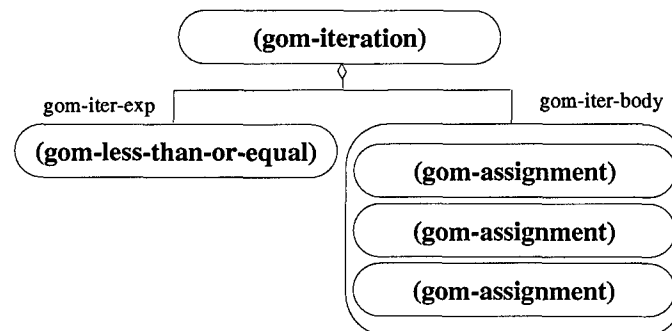 (gom-iteration)
gom-iter-exp
gom-iter-body
(gom-less-than-or-equal)
(gom-assignment)
(gom-assignment)
(gom-assignment)